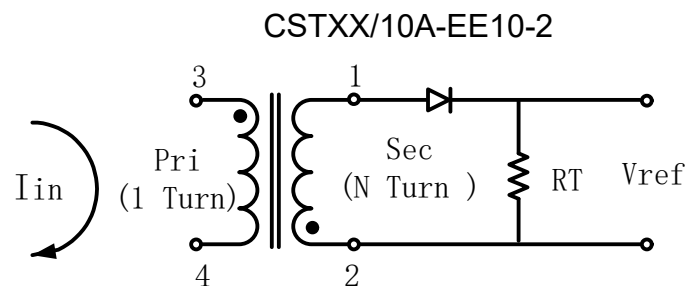 CSTXX/10A-EE10-2
3
1
Iin
Pri
(1 Turn)
Sec
(N Turn )
RT
Vref
4
2